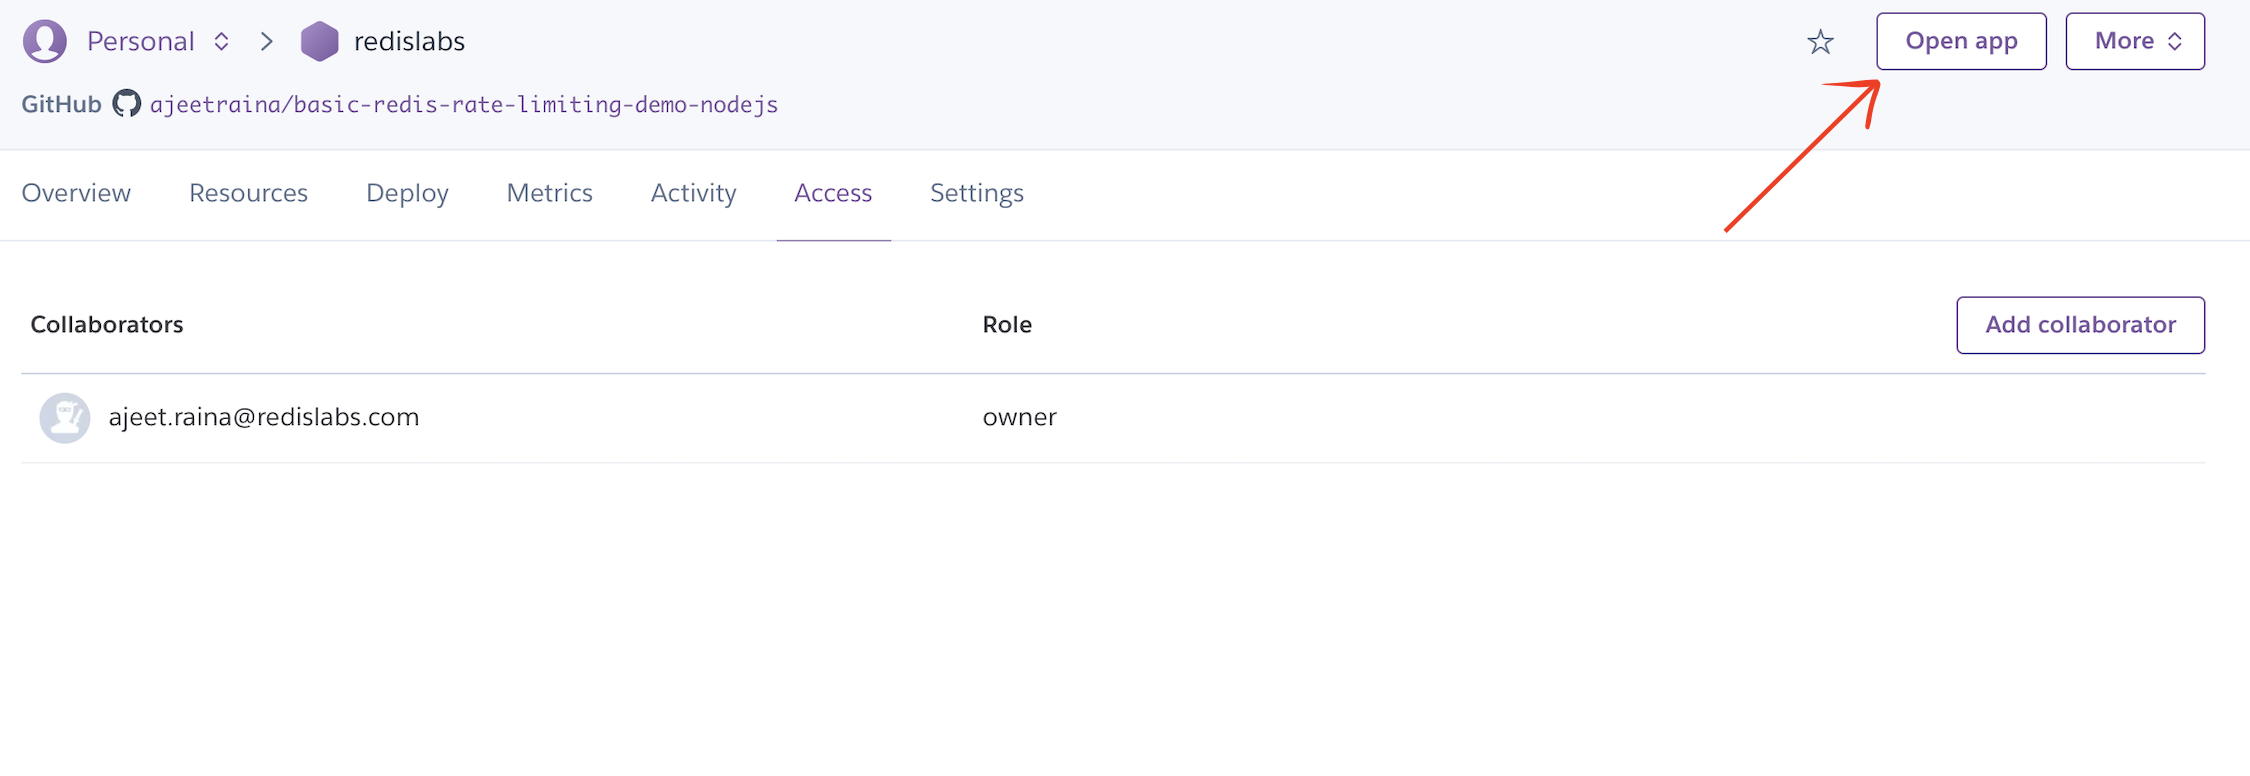 Personal redislabs Open app More
GitHub ajeetraina/basic-redis-rate-limiting-demo-nodejs
Overview Resources Deploy Metrics Activity Access Settings
Collaborators Role Add collaborator
ajeet.raina@redislabs.com owner